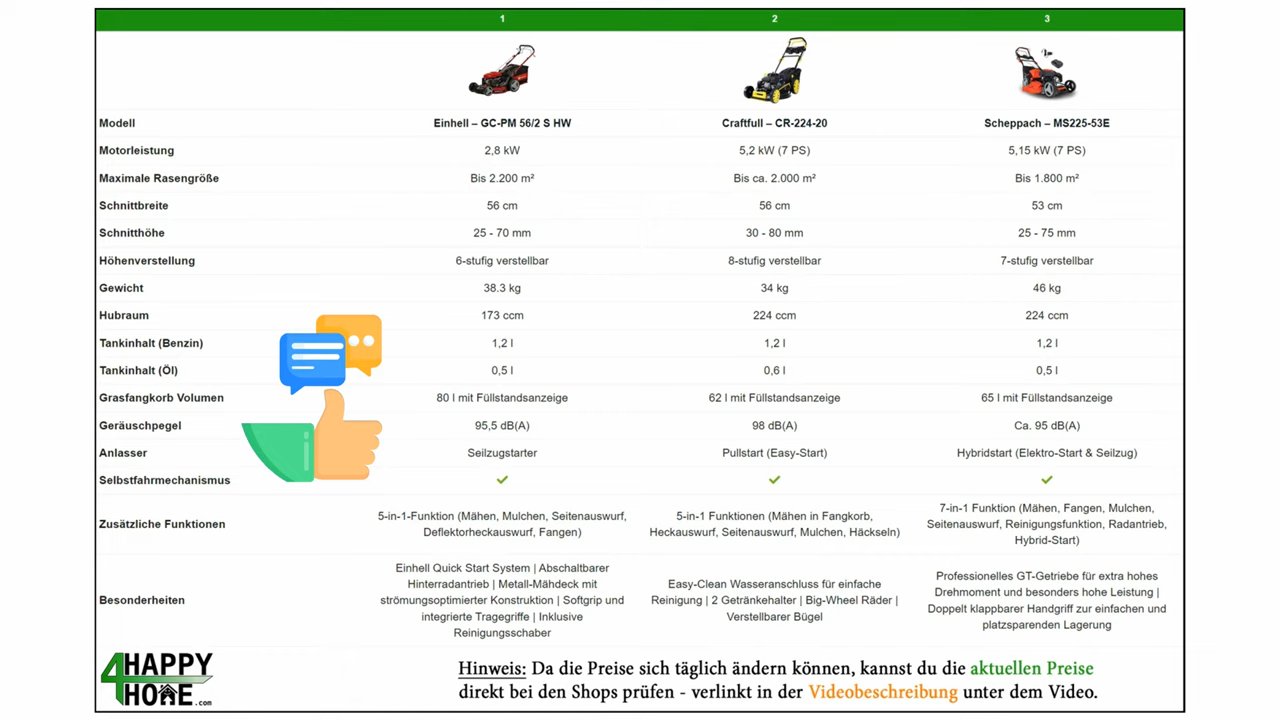 1 2 3
Modell Einhell – GC-PM 56/2 S HW Craftfull – CR-224-20 Scheppach – MS225-53E
Motorleistung 2,8 kW 5,2 kW (7 PS) 5,15 kW (7 PS)
Maximale Rasengröße Bis 2.200 m² Bis ca. 2.000 m² Bis 1.800 m²
Schnittbreite 56 cm 56 cm 53 cm
Schnitthöhe 25 - 70 mm 30 - 80 mm 25 - 75 mm
Höhenverstellung 6-stufig verstellbar 8-stufig verstellbar 7-stufig verstellbar
Gewicht 38.3 kg 34 kg 46 kg
Hubraum 173 ccm 224 ccm 224 ccm
Tankinhalt (Benzin) 1,2 l 1,2 l 1,2 l
Tankinhalt (Öl) 0,5 l 0,6 l 0,5 l
Grasfangkorb Volumen 80 l mit Füllstandsanzeige 62 l mit Füllstandsanzeige 65 l mit Füllstandsanzeige
Geräuschpegel 95,5 dB(A) 98 dB(A) Ca. 95 dB(A)
Anlasser Seilzugstarter Pullstart (Easy-Start) Hybridstart (Elektro-Start & Seilzug)
Selbstfahrmechanismus
Zusätzliche Funktionen
5-in-1-Funktion (Mähen, Mulchen, Seitenauswurf,
Deflektorheckauswurf, Fangen)
5-in-1 Funktionen (Mähen in Fangkorb,
Heckauswurf, Seitenauswurf, Mulchen, Häckseln)
7-in-1 Funktion (Mähen, Fangen, Mulchen,
Seitenauswurf, Reinigungsfunktion, Radantrieb,
Hybrid-Start)
Besonderheiten
Einhell Quick Start System | Abschaltbarer
Hinterradantrieb | Metall-Mähdeck mit
strömungsoptimierter Konstruktion | Softgrip und
integrierte Tragegriffe | Inklusive
Reinigungsschaber
Easy-Clean Wasseranschluss für einfache
Reinigung | 2 Getränkehalter | Big-Wheel Räder |
Verstellbarer Bügel
Professionelles GT-Getriebe für extra hohes
Drehmoment und besonders hohe Leistung |
Doppelt klappbarer Handgriff zur einfachen und
platzsparenden Lagerung
4HAPPY
HOME.com
Hinweis: Da die Preise sich täglich ändern können, kannst du die aktuellen Preise
direkt bei den Shops prüfen - verlinkt in der Videobeschreibung unter dem Video.